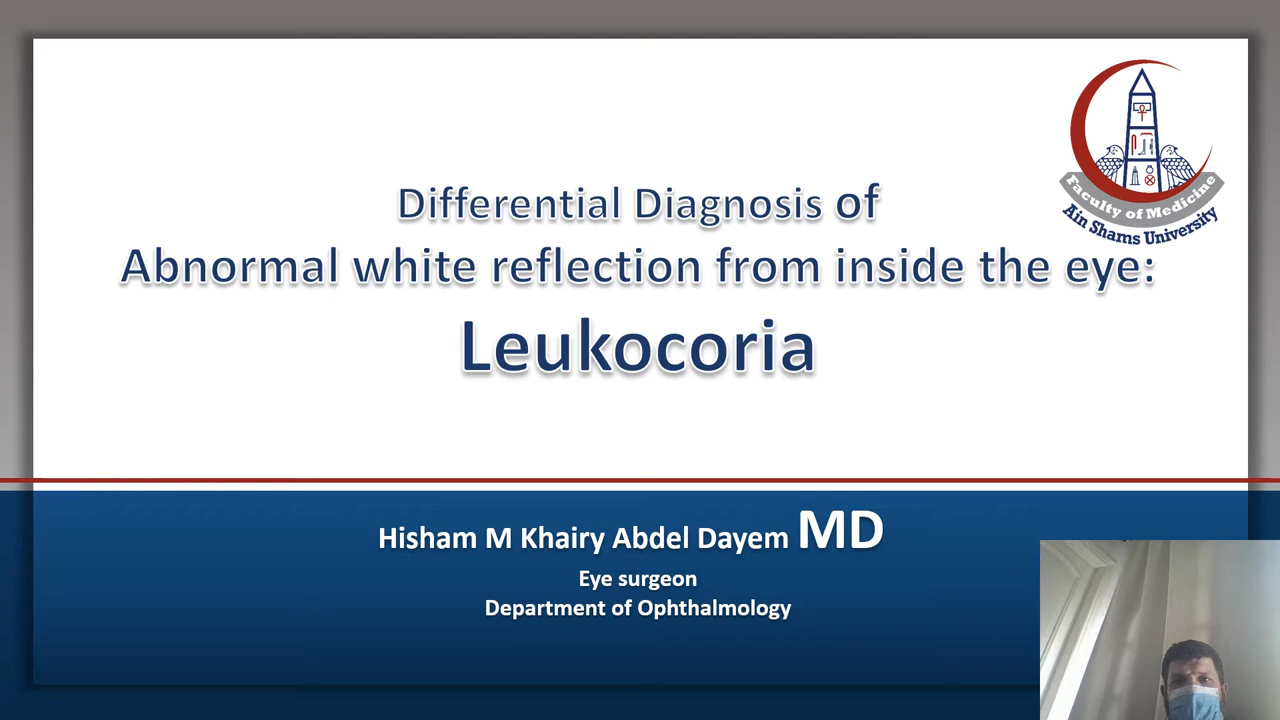 Differential Diagnosis of
Abnormal white reflection from inside the eye:
Leukocoria
Faculty of Medicine
Ain Shams University
Hisham M Khairy Abdel Dayem MD
Eye surgeon
Department of Ophthalmology